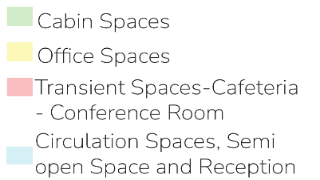 Cabin Spaces
Office Spaces
Transient Spaces-Cafeteria
- Conference Room
Circulation Spaces, Semi
open Space and Reception